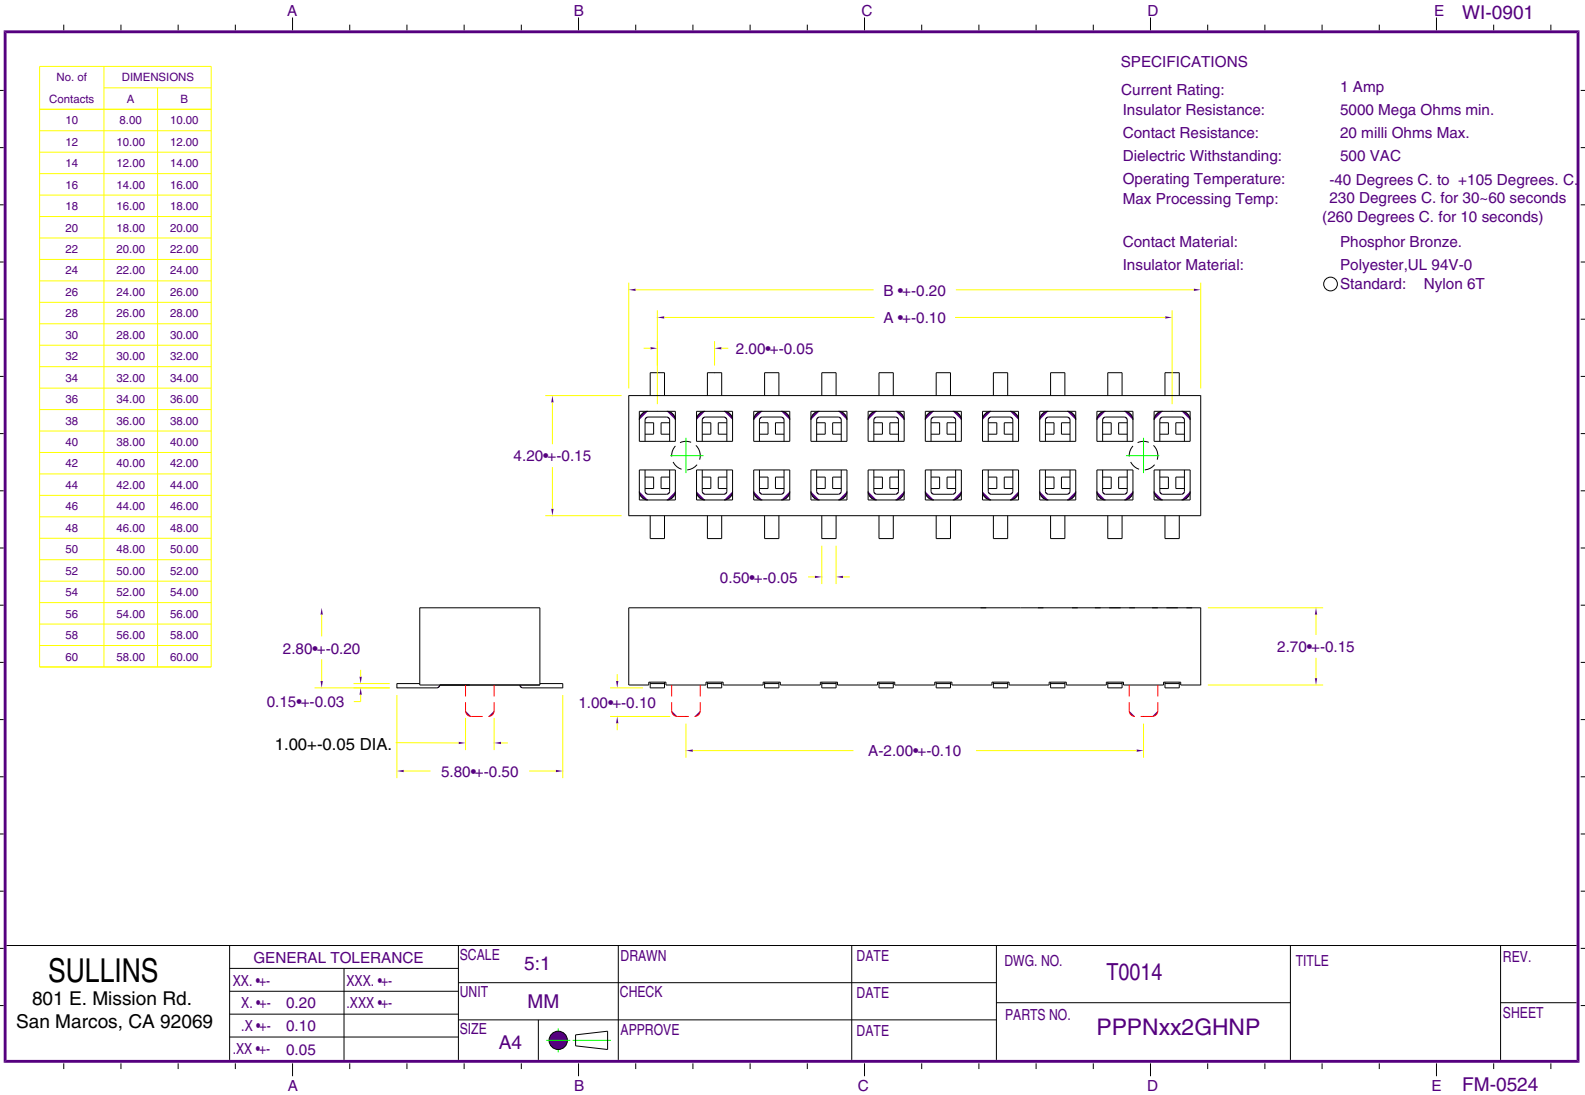 A B C D E WI-0901
No. of DIMENSIONS
Contacts A B
10 8.00 10.00
12 10.00 12.00
14 12.00 14.00
16 14.00 16.00
18 16.00 18.00
20 18.00 20.00
22 20.00 22.00
24 22.00 24.00
26 24.00 26.00
28 26.00 28.00
30 28.00 30.00
32 30.00 32.00
34 32.00 34.00
36 34.00 36.00
38 36.00 38.00
40 38.00 40.00
42 40.00 42.00
44 42.00 44.00
46 44.00 46.00
48 46.00 48.00
50 48.00 50.00
52 50.00 52.00
54 52.00 54.00
56 54.00 56.00
58 56.00 58.00
60 58.00 60.00
SPECIFICATIONS
Current Rating: 1 Amp
Insulator Resistance: 5000 Mega Ohms min.
Contact Resistance: 20 milli Ohms Max.
Dielectric Withstanding: 500 VAC
Operating Temperature: -40 Degrees C. to +105 Degrees. C.
Max Processing Temp: 230 Degrees C. for 30~60 seconds
(260 Degrees C. for 10 seconds)
Contact Material: Phosphor Bronze.
Insulator Material: Polyester,UL 94V-0
Standard: Nylon 6T
B •+-0.20
A •+-0.10
2.00•+-0.05
4.20•+-0.15
0.50•+-0.05
2.80•+-0.20
2.70•+-0.15
0.15•+-0.03
1.00•+-0.10
1.00+-0.05 DIA.
A-2.00•+-0.10
5.80•+-0.50
SULLINS
801 E. Mission Rd.
San Marcos, CA 92069
GENERAL TOLERANCE
XX. •+- XXX. •+-
X. •+- 0.20 .XXX •+-
.X •+- 0.10
.XX •+- 0.05
SCALE 5:1
UNIT MM
SIZE A4
DRAWN DATE
CHECK DATE
APPROVE DATE
DWG. NO. T0014
PARTS NO. PPPNxx2GHNP
TITLE
REV.
SHEET
A B C D E FM-0524